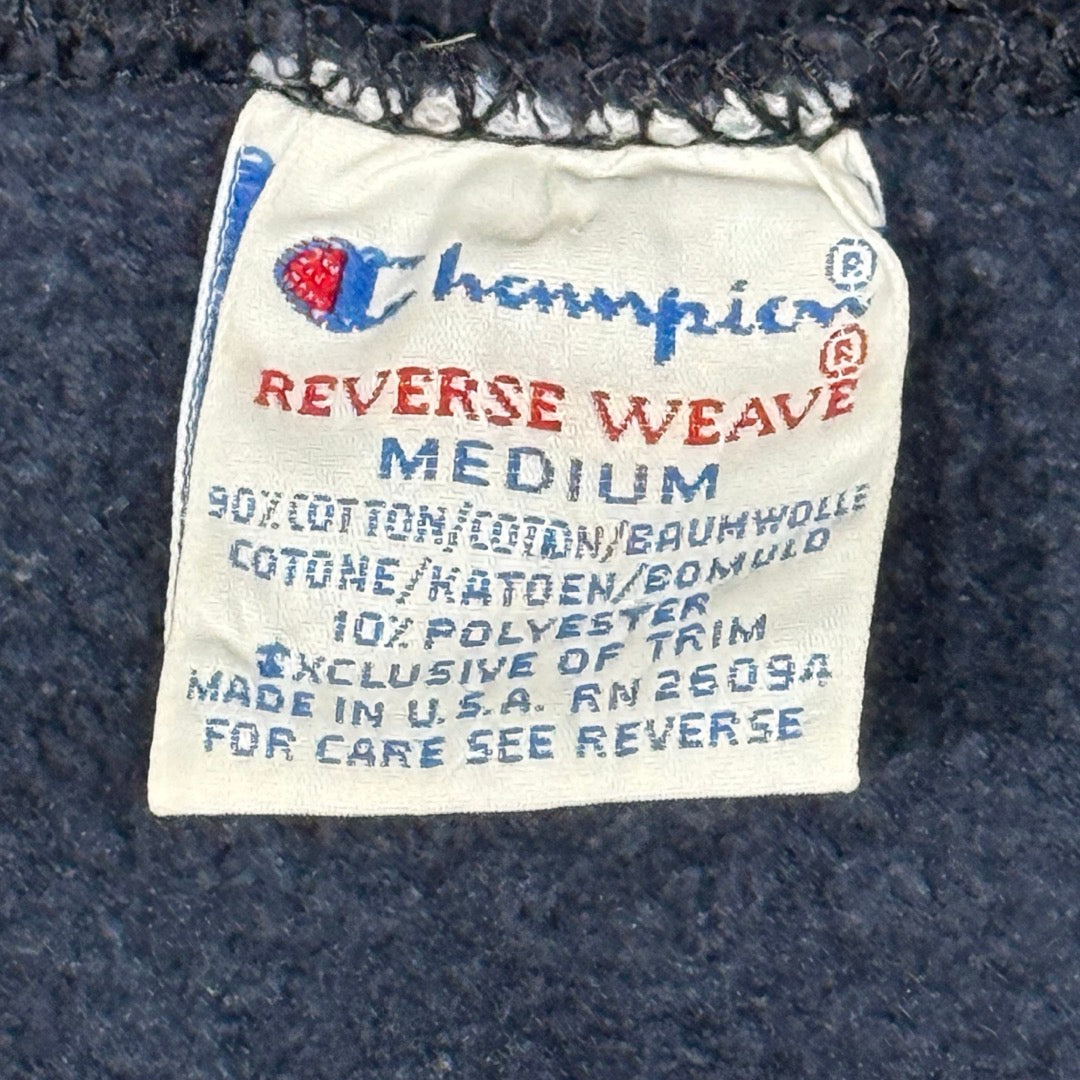 Champion®
REVERSE WEAVE®
MEDIUM
90% COTTON/COTON/BAUMWOLLE
COTONE/KATOEN/BOMULD
10% POLYESTER
EXCLUSIVE OF TRIM
MADE IN U.S.A. RN 26094
FOR CARE SEE REVERSE